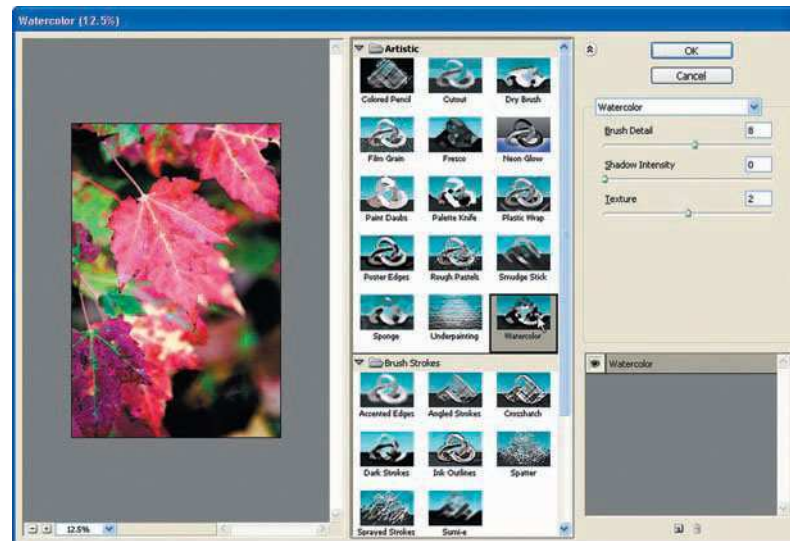 Watercolor (12.5%)
Artistic
Colored Pencil Cutout Dry Brush
Film Grain Fresco Neon Glow
Paint Daubs Palette Knife Plastic Wrap
Poster Edges Rough Pastels Smudge Stick
Sponge Underpainting Watercolor
Brush Strokes
Accented Edges Angled Strokes Crosshatch
Dark Strokes Ink Outlines Spatter
Sprayed Strokes Sumi-e
12.5%
OK
Cancel
Watercolor
Brush Detail 8
Shadow Intensity 0
Texture 2
Watercolor